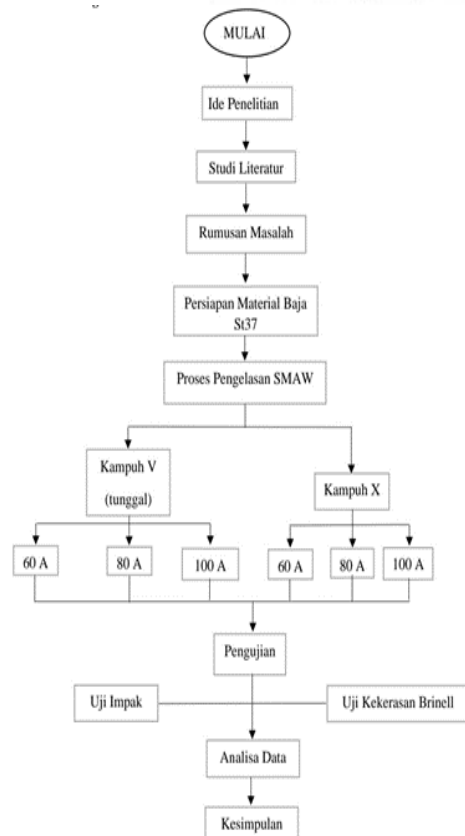 MULAI
Ide Penelitian
Studi Literatur
Rumusan Masalah
Persiapan Material Baja
St37
Proses Pengelasan SMAW
Kampuh V
(tunggal)
Kampuh X
60 A
80 A
100 A
60 A
80 A
100 A
Pengujian
Uji Impak
Uji Kekerasan Brinell
Analisa Data
Kesimpulan